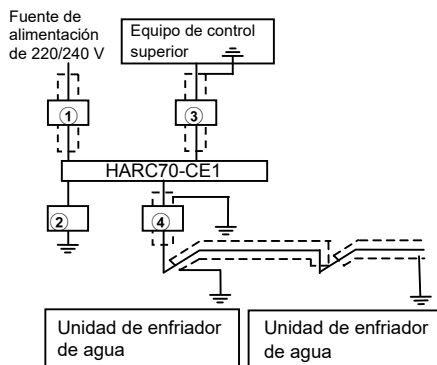 Fuente de
alimentación
de 220/240 V
Equipo de control
superior
①
③
HARC70-CE1
②
④
Unidad de enfriador
de agua
Unidad de enfriador
de agua